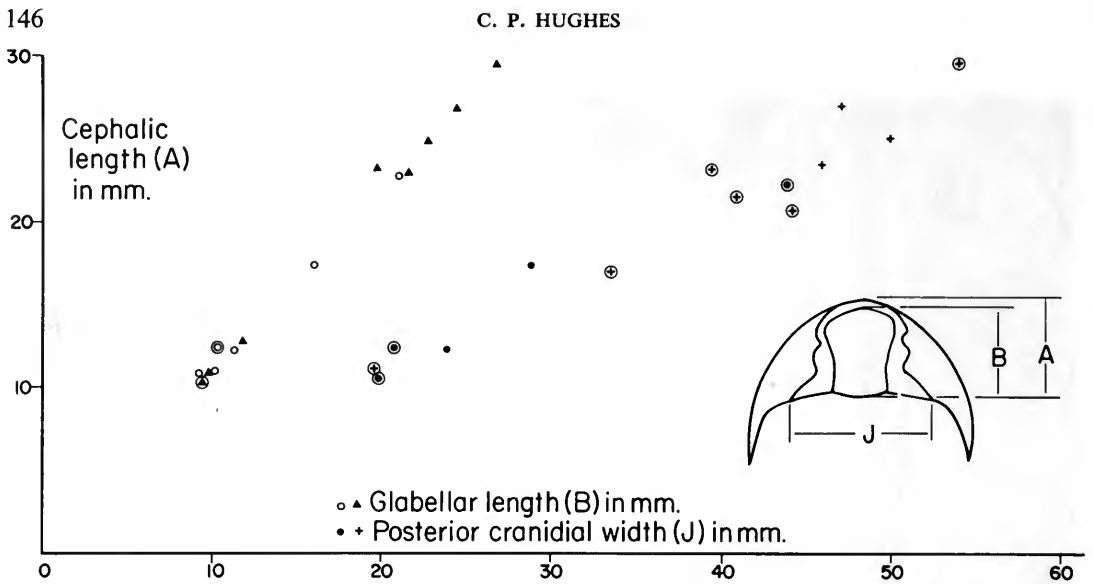 146
C. P. HUGHES
30
Cephalic
length (A)
in mm.
20
10
B
A
J
Glabellar length (B) in mm.
Posterior cranidial width (J) in mm.
0
10
20
30
40
50
60